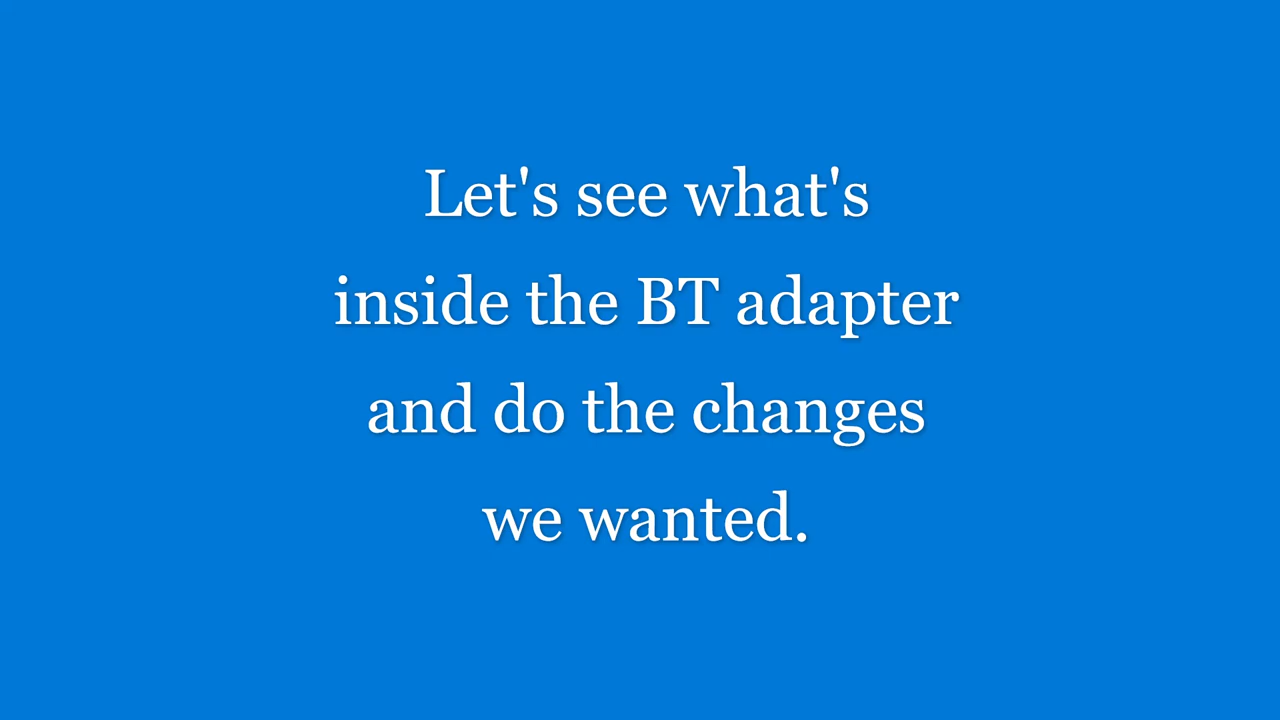 Let's see what's
inside the BT adapter
and do the changes
we wanted.